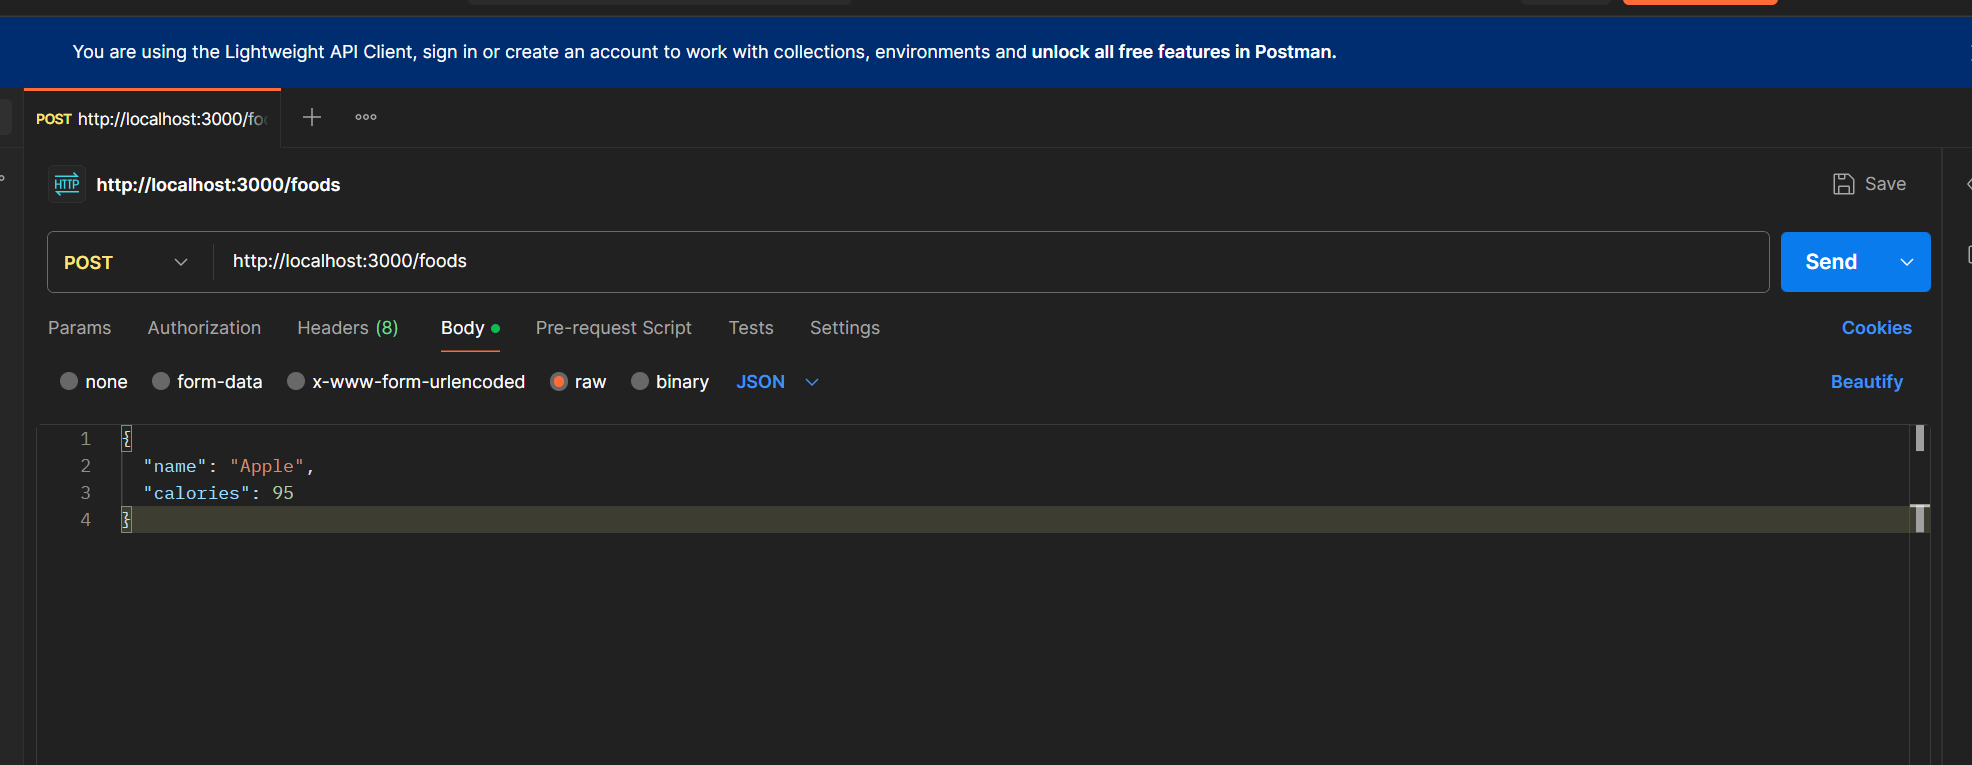 You are using the Lightweight API Client, sign in or create an account to work with collections, environments and unlock all free features in Postman.
POST http://localhost:3000/foo
HTTP http://localhost:3000/foods
Save
POST http://localhost:3000/foods
Send
Params Authorization Headers (8) Body Pre-request Script Tests Settings Cookies
none form-data x-www-form-urlencoded raw binary JSON Beautify
1 {
2 "name": "Apple",
3 "calories": 95
4 }